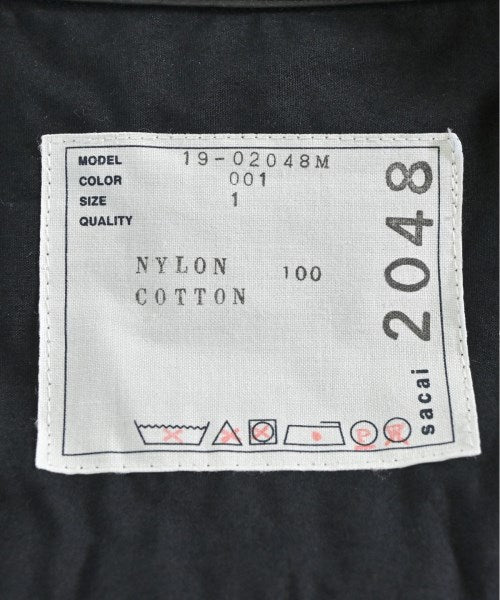 MODEL 19-02048M
COLOR 001
SIZE 1
QUALITY
NYLON 100
COTTON
P W
sacai 2048